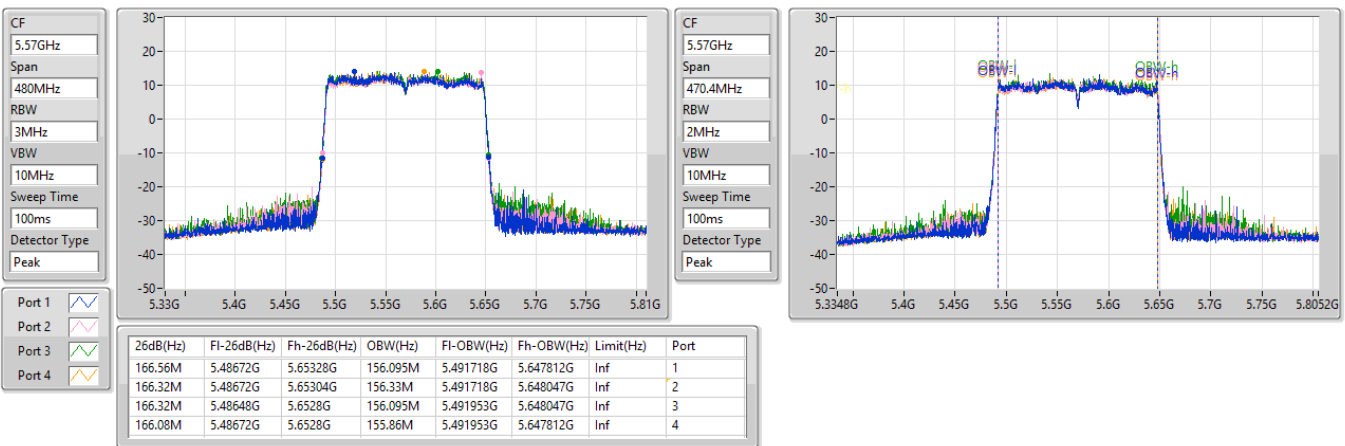 CF
5.57GHz
Span
480MHz
RBW
3MHz
VBW
10MHz
Sweep Time
100ms
Detector Type
Peak
30
20
10
0
-10
-20
-30
-40
-50
5.33G 5.4G 5.45G 5.5G 5.55G 5.6G 5.65G 5.7G 5.75G 5.81G
CF
5.57GHz
Span
470.4MHz
RBW
2MHz
VBW
10MHz
Sweep Time
100ms
Detector Type
Peak
30
20
10
0
-10
-20
-30
-40
-50
OBW-l OBW-h
5.3348G 5.4G 5.45G 5.5G 5.55G 5.6G 5.65G 5.7G 5.75G 5.8052G
Port 1
Port 2
Port 3
Port 4
26dB(Hz) Fl-26dB(Hz) Fh-26dB(Hz) OBW(Hz) Fl-OBW(Hz) Fh-OBW(Hz) Limit(Hz) Port
166.56M 5.48672G 5.65328G 156.095M 5.491718G 5.647812G Inf 1
166.32M 5.48672G 5.65304G 156.33M 5.491718G 5.648047G Inf 2
166.32M 5.48648G 5.6528G 156.095M 5.491953G 5.648047G Inf 3
166.08M 5.48672G 5.6528G 155.86M 5.491953G 5.647812G Inf 4